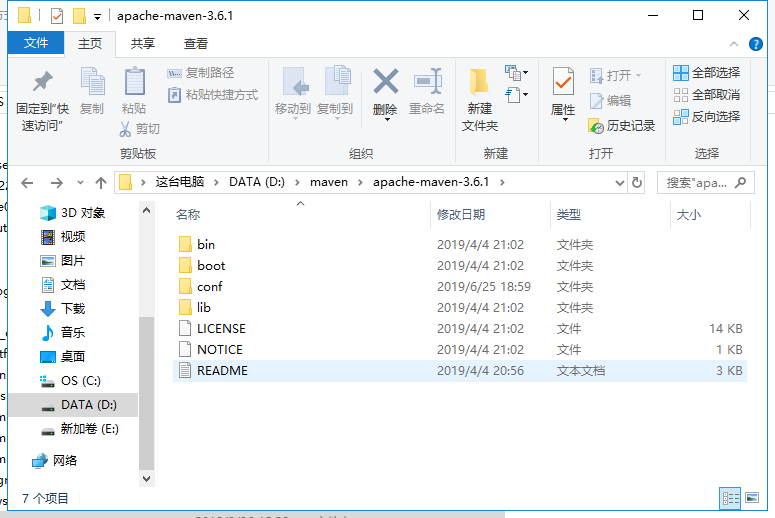 apache-maven-3.6.1
文件 主页 共享 查看
固定到"快速访问"
复制
粘贴
复制路径
粘贴快捷方式
剪切
剪贴板
移动到
复制到
删除
重命名
组织
新建
文件夹
新建
属性
打开
编辑
历史记录
打开
全部选择
全部取消
反向选择
选择
这台电脑 DATA (D:) maven apache-maven-3.6.1
搜索"apa...
3D 对象
视频
图片
文档
下载
音乐
桌面
OS (C:)
DATA (D:)
新加卷 (E:)
网络
名称 修改日期 类型 大小
bin 2019/4/4 21:02 文件夹
boot 2019/4/4 21:02 文件夹
conf 2019/6/25 18:59 文件夹
lib 2019/4/4 21:02 文件夹
LICENSE 2019/4/4 21:02 文件 14 KB
NOTICE 2019/4/4 21:02 文件 1 KB
README 2019/4/4 20:56 文本文档 3 KB
7 个项目